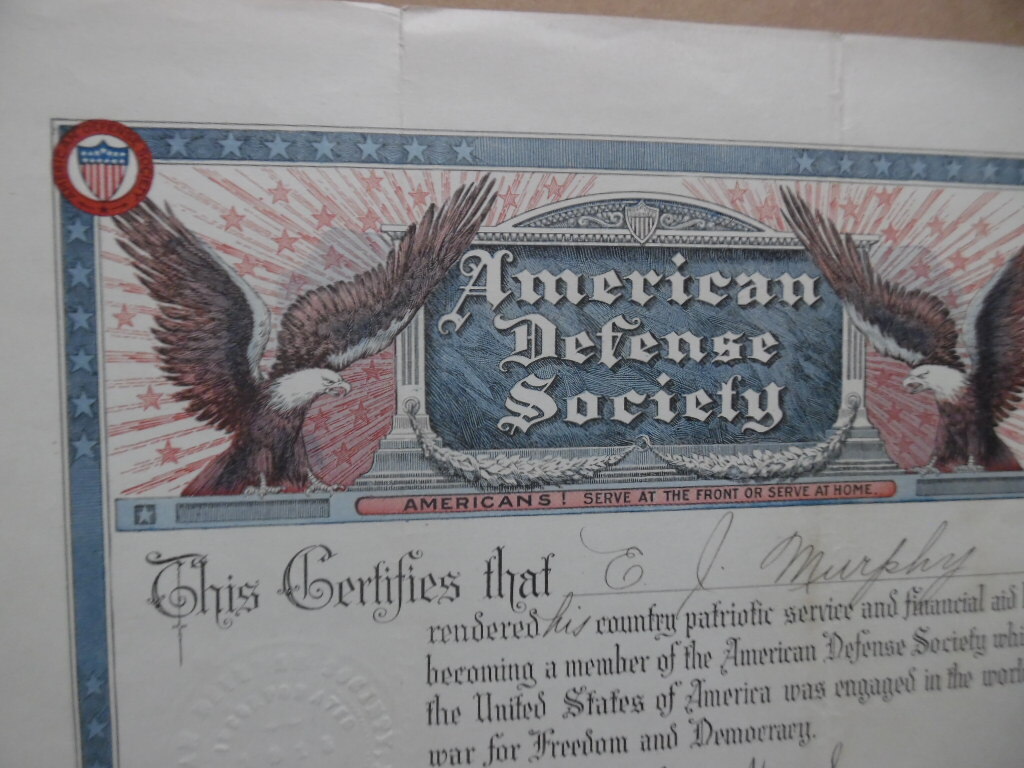 American
Defense
Society
AMERICANS! SERVE AT THE FRONT OR SERVE AT HOME.
This Certifies that E. J. Murphy
rendered his country patriotic service and financial aid
becoming a member of the American Defense Society
the United States of America was engaged in the
war for Freedom and Democracy.